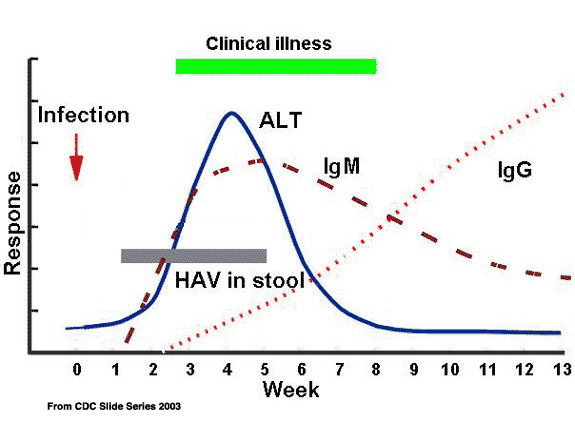 Clinical illness
Infection
ALT
IgM
IgG
HAV in stool
Response
0 1 2 3 4 5 6 7 8 9 10 11 12 13
Week
From CDC Slide Series 2003